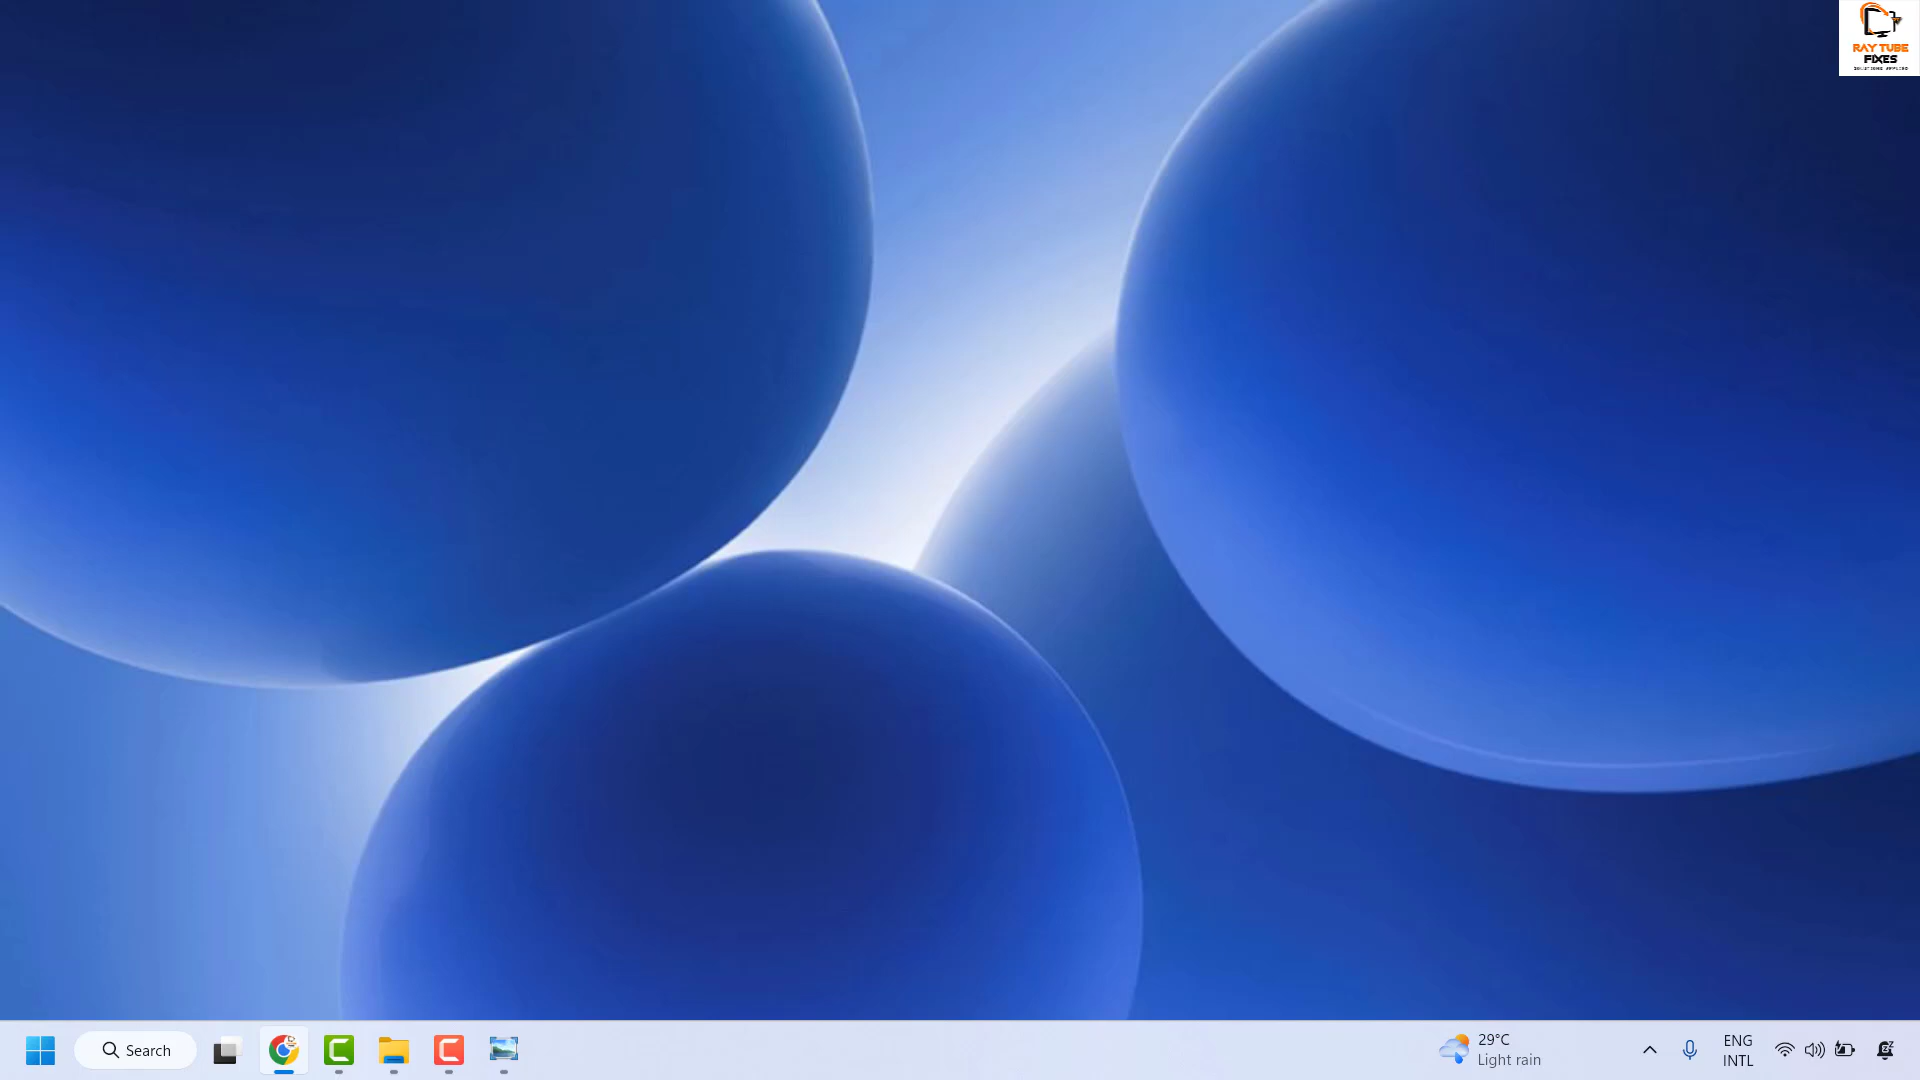 RAY TUBE
FIXES
Search
29°C
Light rain
ENG
INTL